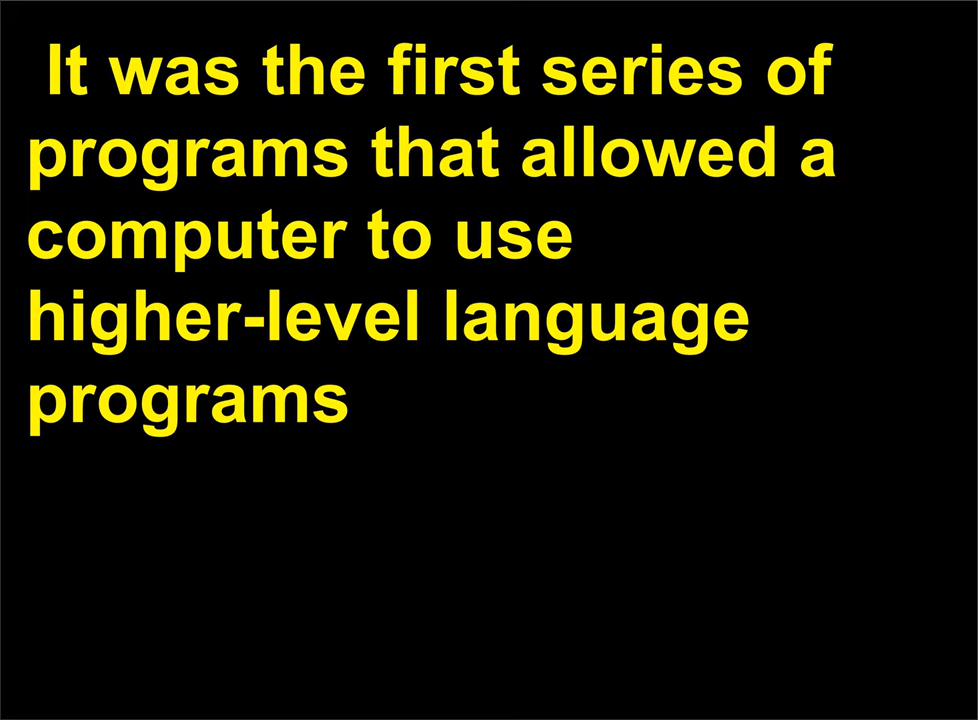 It was the first series of
programs that allowed a
computer to use
higher-level language
programs